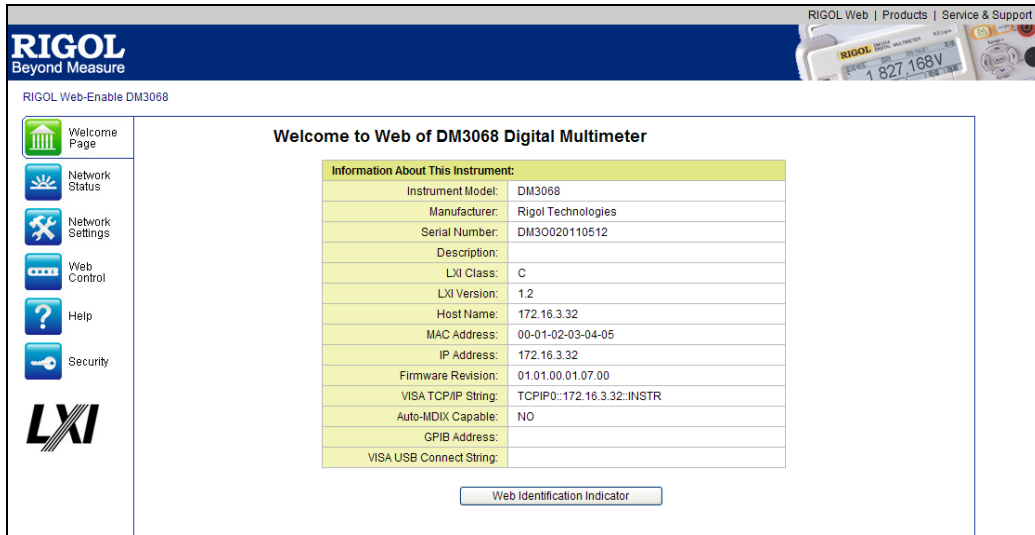 RIGOL Web | Products | Service & Support
RIGOL
Beyond Measure
RIGOL
1.827,168V
RIGOL Web-Enable DM3068
Welcome Page
Network Status
Network Settings
Web Control
Help
Security
LXI
Welcome to Web of DM3068 Digital Multimeter
Information About This Instrument:
Instrument Model: DM3068
Manufacturer: Rigol Technologies
Serial Number: DM3O020110512
Description:
LXI Class: C
LXI Version: 1.2
Host Name: 172.16.3.32
MAC Address: 00-01-02-03-04-05
IP Address: 172.16.3.32
Firmware Revision: 01.01.00.01.07.00
VISA TCP/IP String: TCPIP0::172.16.3.32::INSTR
Auto-MDIX Capable: NO
GPIB Address:
VISA USB Connect String:
Web Identification Indicator